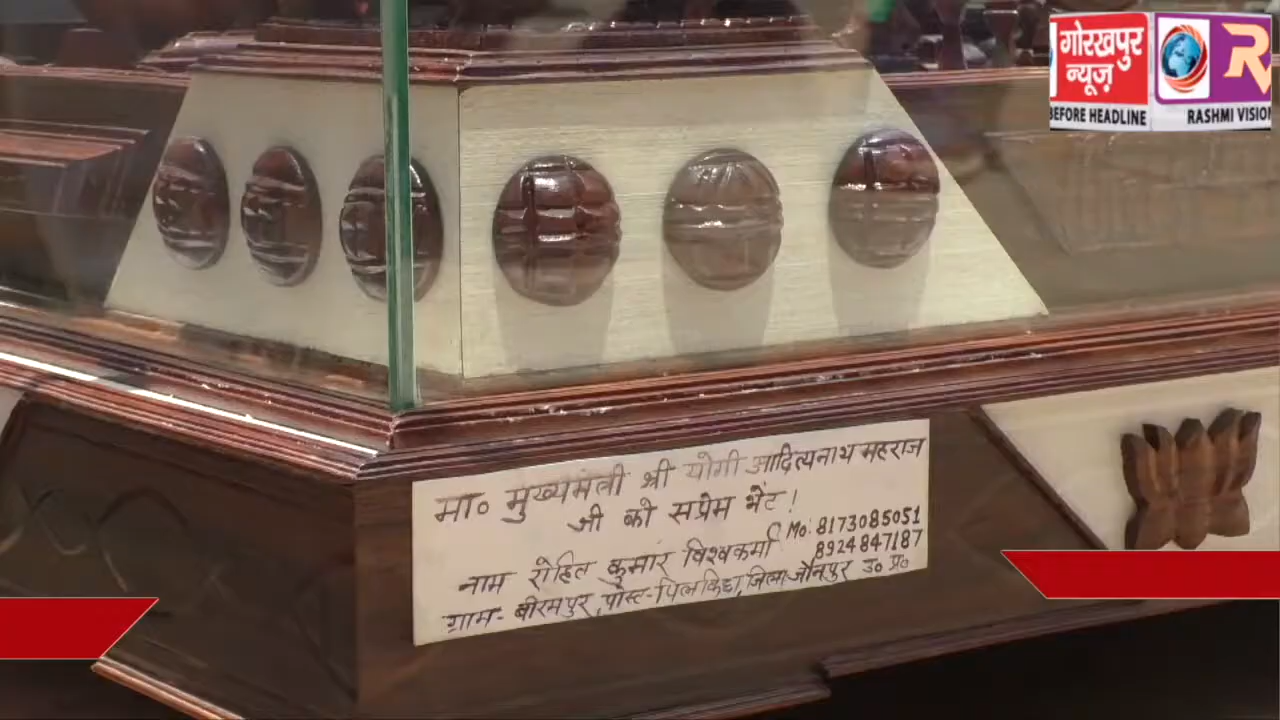 गोरखपुर
न्यूज़
BEFORE HEADLINE
R
RASHMI VISION
मा० मुख्यमंत्री श्री योगी आदित्यनाथ महराज
जी को सप्रेम भेंट !
Mo: 8173085051
8924847187
नाम रोहित कुमार विश्वकर्मा
ग्राम- बीरमपुर, पोस्ट- जिला-जौनपुर उ० प्र०